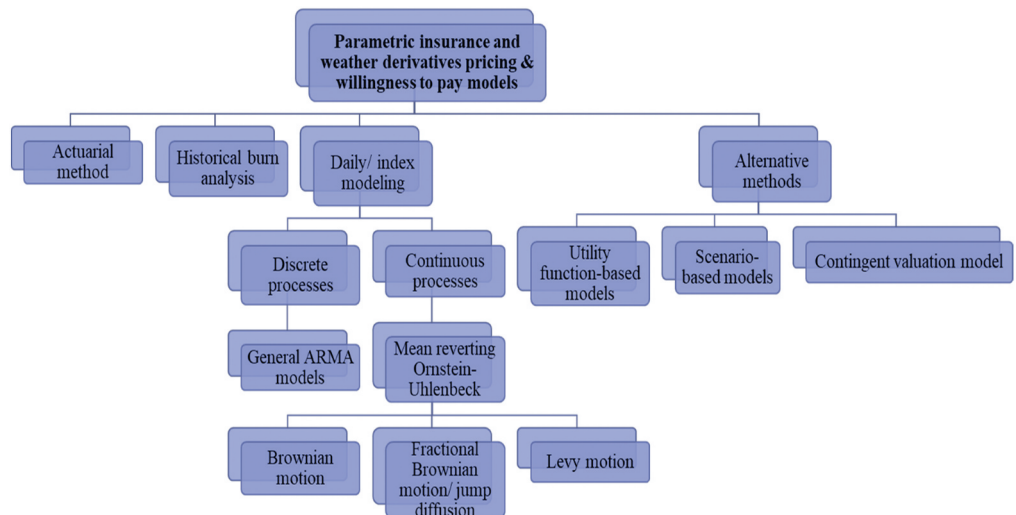 Parametric insurance and
weather derivatives pricing &
willingness to pay models
Actuarial
method
Historical burn
analysis
Daily/ index
modeling
Alternative
methods
Discrete
processes
Continuous
processes
Utility
function-based
models
Scenario-
based models
Contingent valuation model
General ARMA
models
Mean reverting
Ornstein-
Uhlenbeck
Brownian
motion
Fractional
Brownian
motion/ jump
diffusion
Levy motion